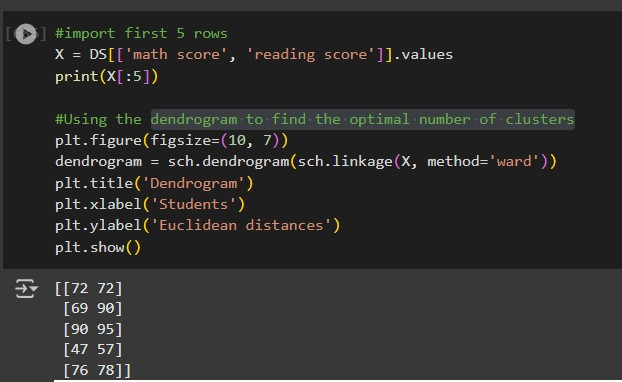 #import first 5 rows
X = DS[['math score', 'reading score']].values
print(X[:5])
#Using the dendrogram to find the optimal number of clusters
plt.figure(figsize=(10, 7))
dendrogram = sch.dendrogram(sch.linkage(X, method='ward'))
plt.title('Dendrogram')
plt.xlabel('Students')
plt.ylabel('Euclidean distances')
plt.show()
[[72 72]
[69 90]
[90 95]
[47 57]
[76 78]]